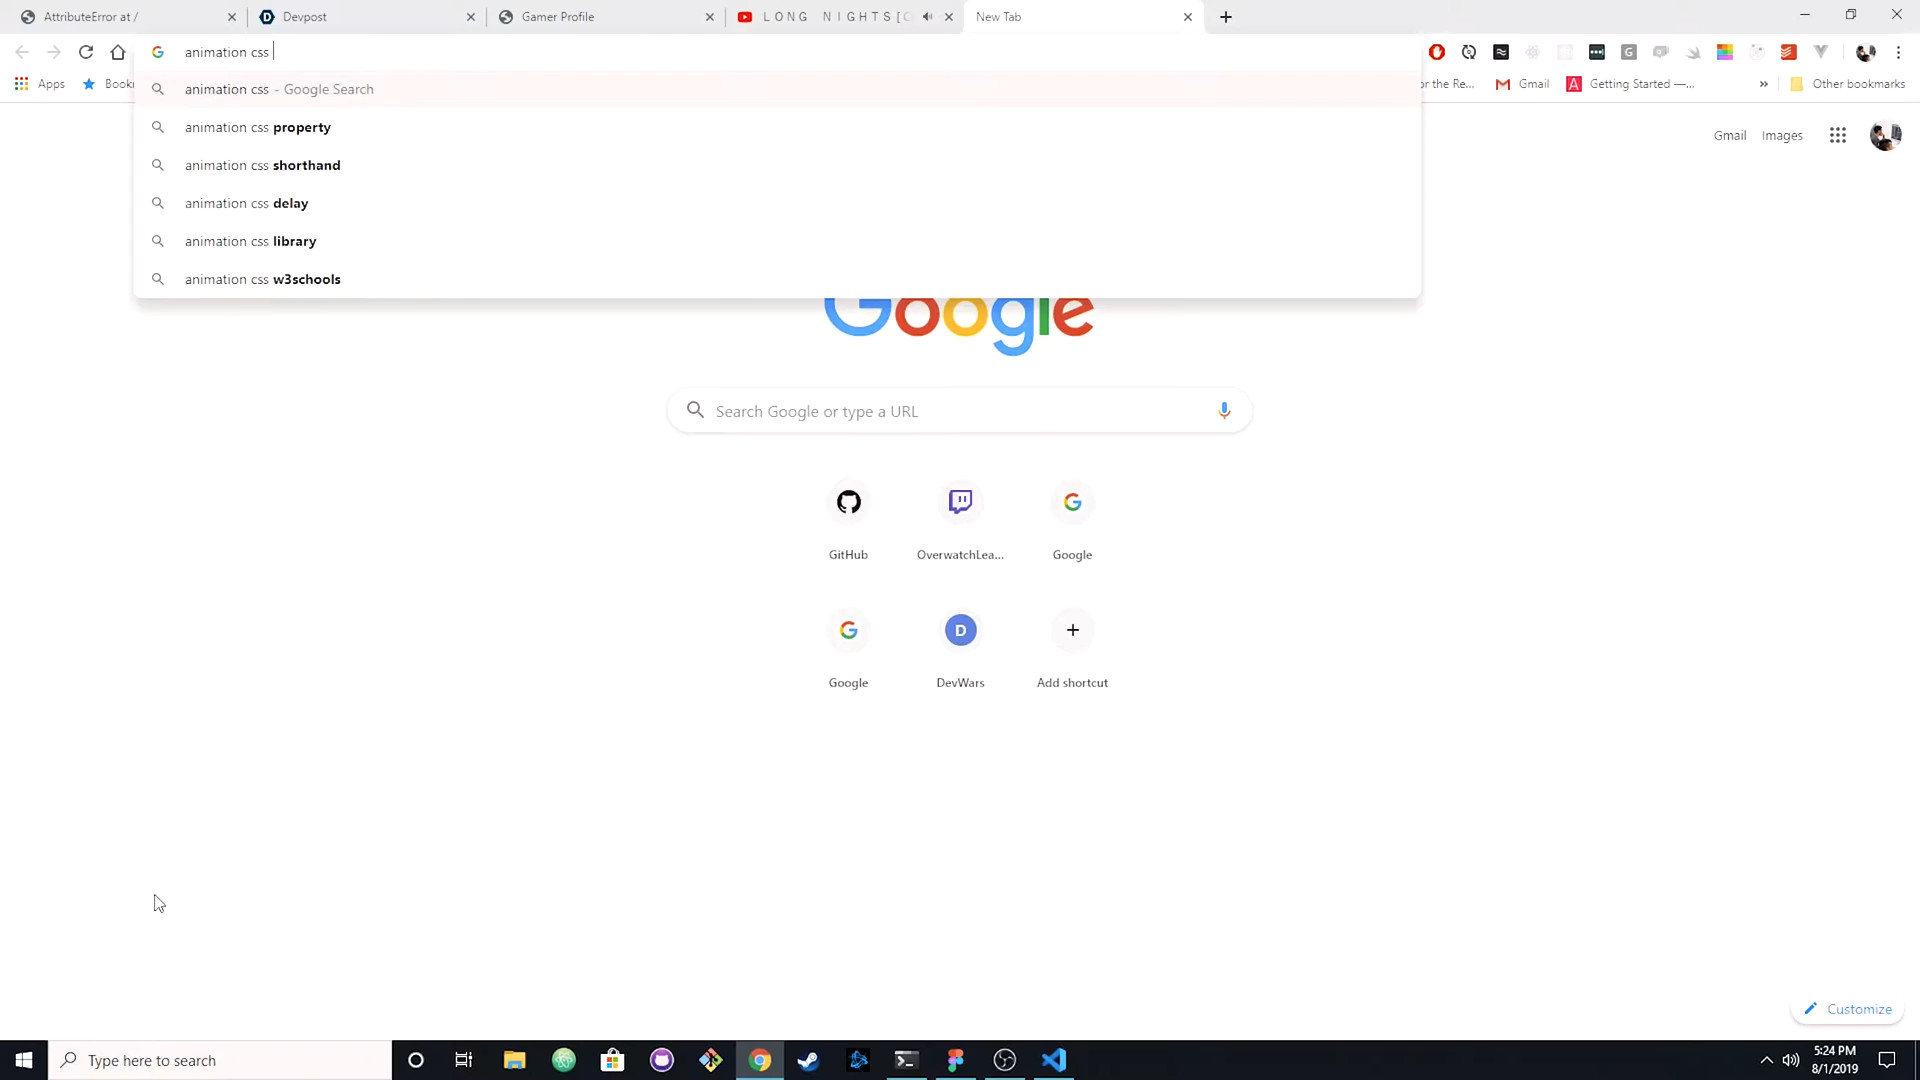 AttributeError at /
Devpost
Gamer Profile
L O N G N I G H T S [
New Tab
animation css
Apps
Bookn
or the Re...
Gmail
Getting Started —...
»
Other bookmarks
animation css - Google Search
animation css property
animation css shorthand
animation css delay
animation css library
animation css w3schools
Gmail
Images
Google
Search Google or type a URL
GitHub
OverwatchLea...
Google
Google
D
DevWars
Add shortcut
Customize
Type here to search
5:24 PM
8/1/2019